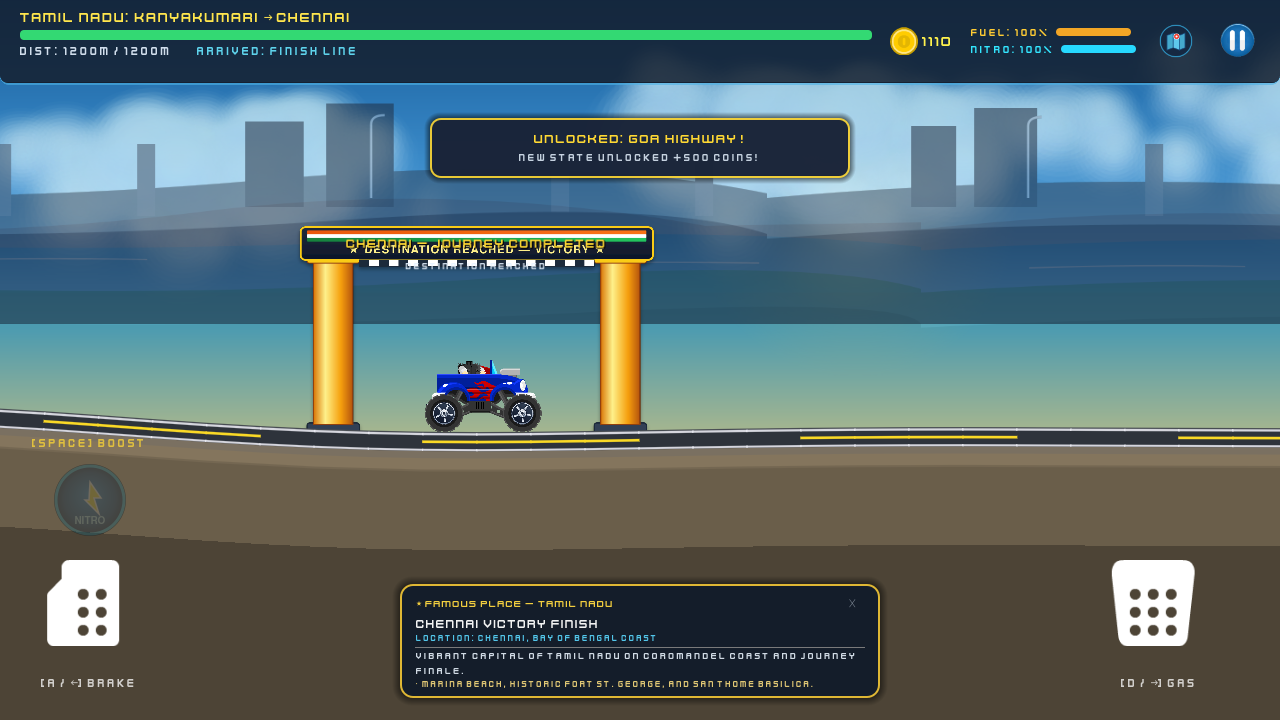 TAMIL NADU: KANYAKUMARI → CHENNAI
DIST: 1200M / 1200M
ARRIVED: FINISH LINE
1110
FUEL: 100%
NITRO: 100%
UNLOCKED: GOA HIGHWAY !
NEW STATE UNLOCKED +500 COINS!
CHENNAI — JOURNEY COMPLETED
★ DESTINATION REACHED — VICTORY ★
DESTINATION REACHED
[SPACE] BOOST
NITRO
★ FAMOUS PLACE — TAMIL NADU
X
CHENNAI VICTORY FINISH
LOCATION: CHENNAI, BAY OF BENGAL COAST
VIBRANT CAPITAL OF TAMIL NADU ON COROMANDEL COAST AND JOURNEY
FINALE.
· MARINA BEACH, HISTORIC FORT ST. GEORGE, AND SAN THOME BASILICA.
[A / ←] BRAKE
[D / →] GAS